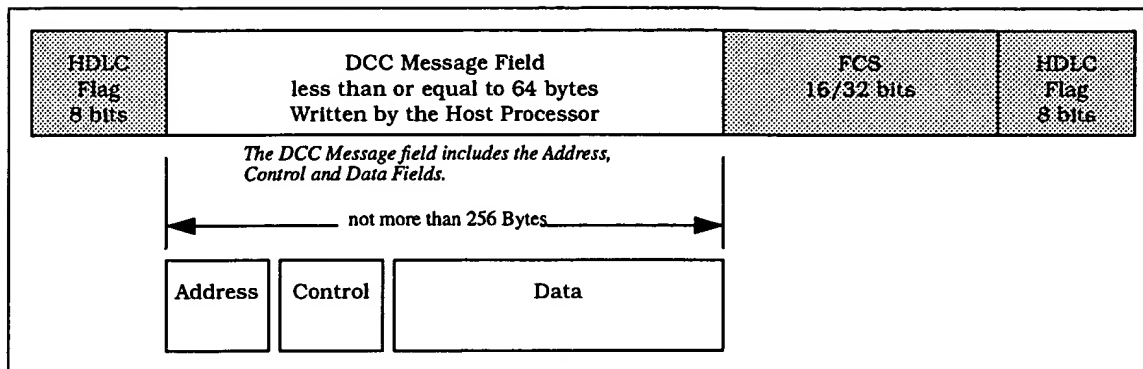 HDLC
Flag
8 bits
DCC Message Field
less than or equal to 64 bytes
Written by the Host Processor
FCS
16/32 bits
HDLC
Flag
8 bits
The DCC Message field includes the Address,
Control and Data Fields.
not more than 256 Bytes
Address
Control
Data